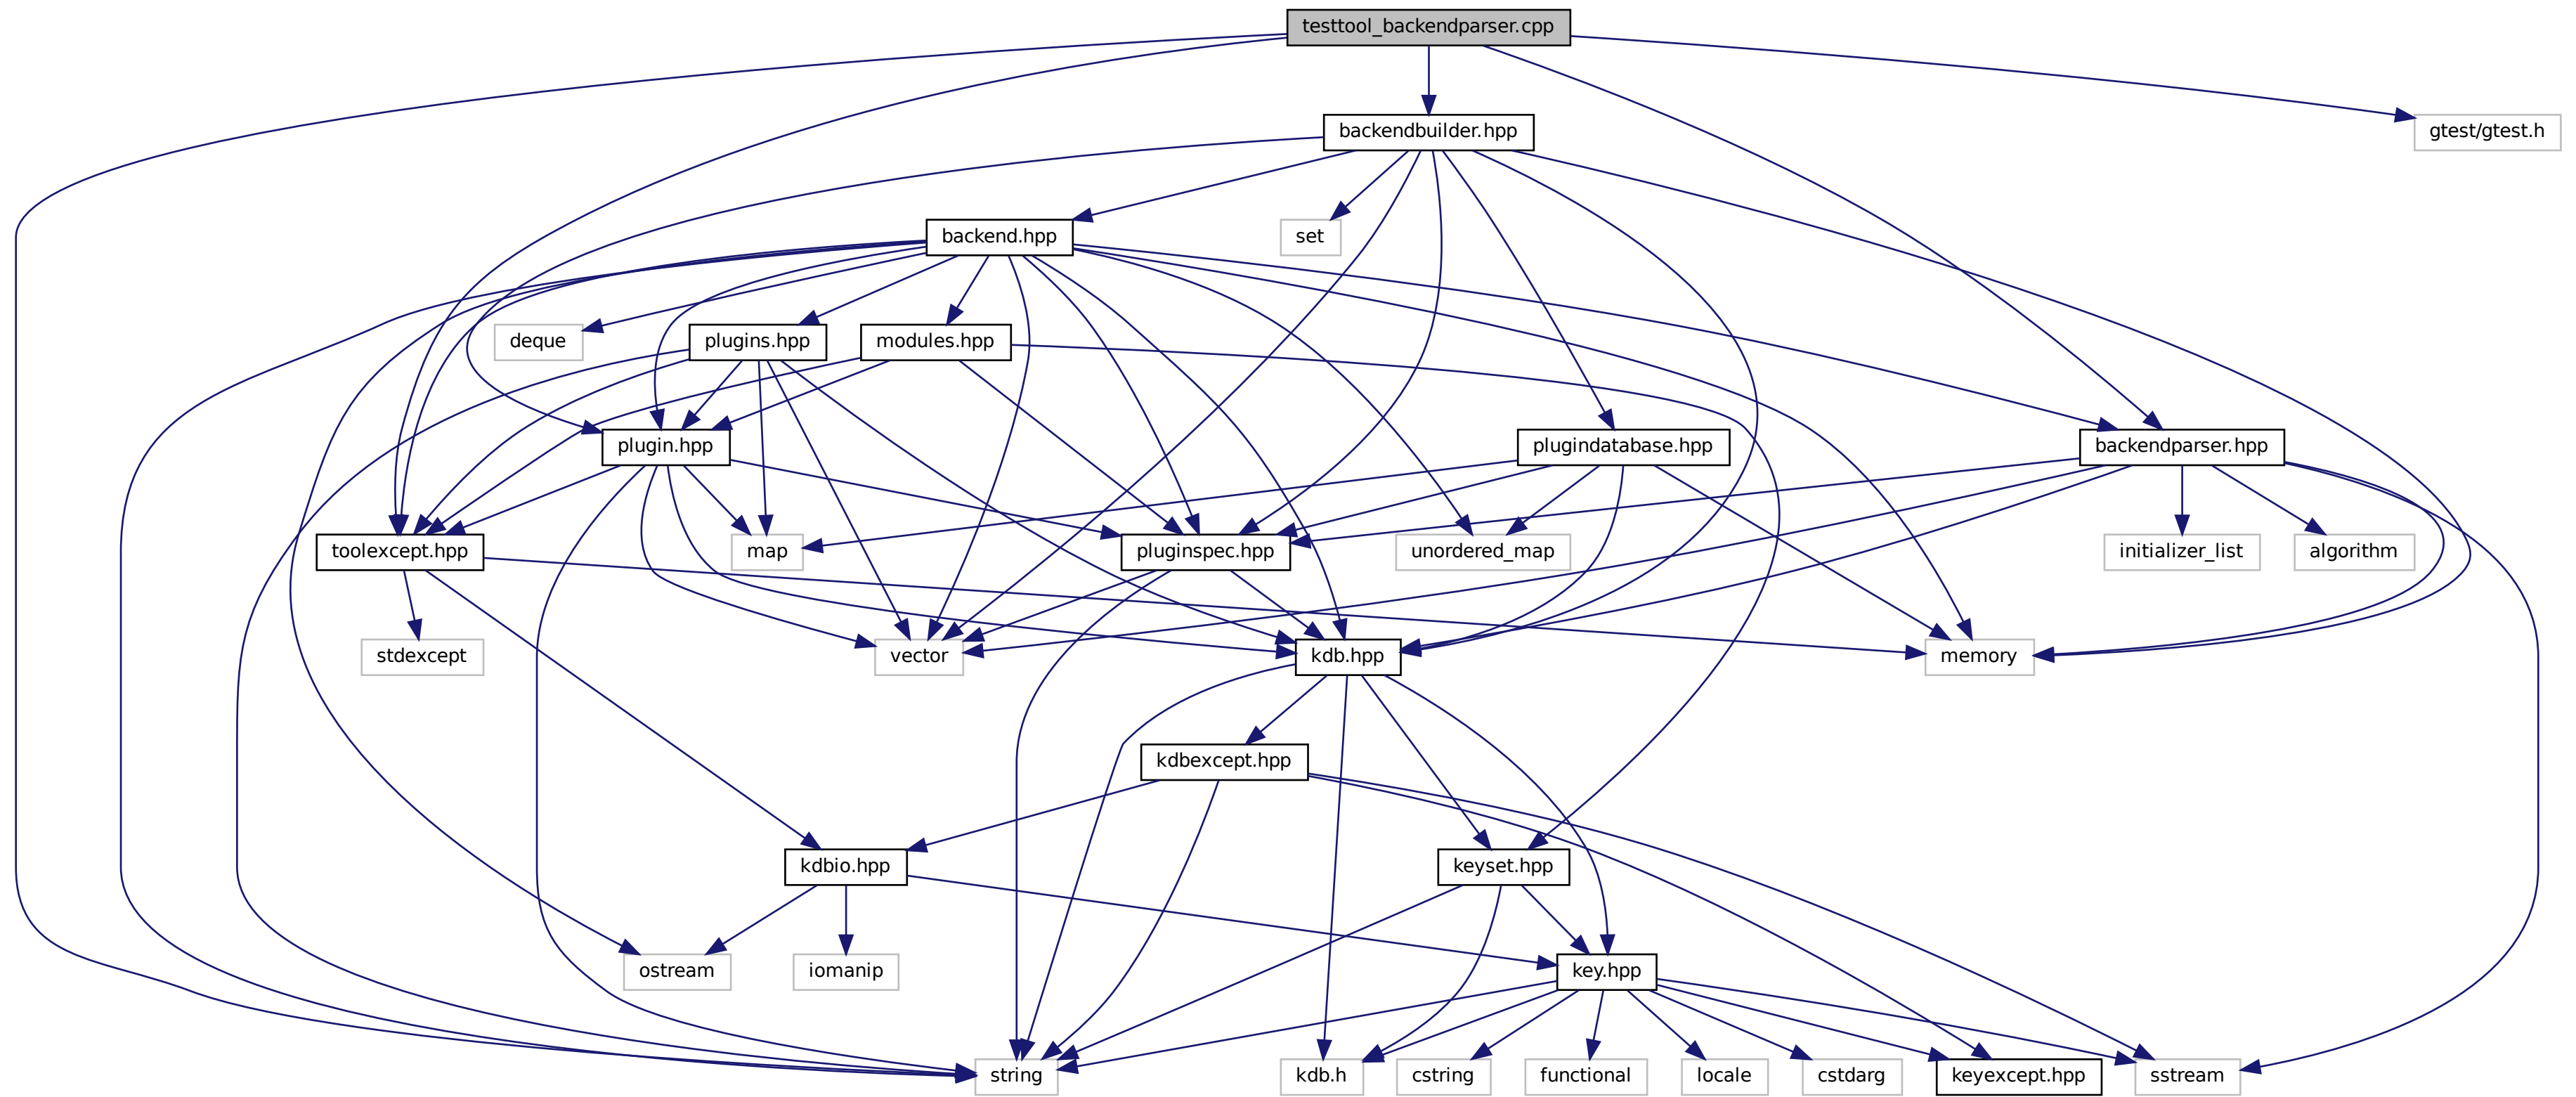 testtool_backendparser.cpp
backendbuilder.hpp
gtest/gtest.h
backend.hpp
set
deque
plugins.hpp
modules.hpp
plugin.hpp
plugindatabase.hpp
backendparser.hpp
toolexcept.hpp
map
pluginspec.hpp
unordered_map
initializer_list
algorithm
stdexcept
vector
kdb.hpp
memory
kdbexcept.hpp
kdbio.hpp
keyset.hpp
ostream
iomanip
key.hpp
string
kdb.h
cstring
functional
locale
cstdarg
keyexcept.hpp
sstream